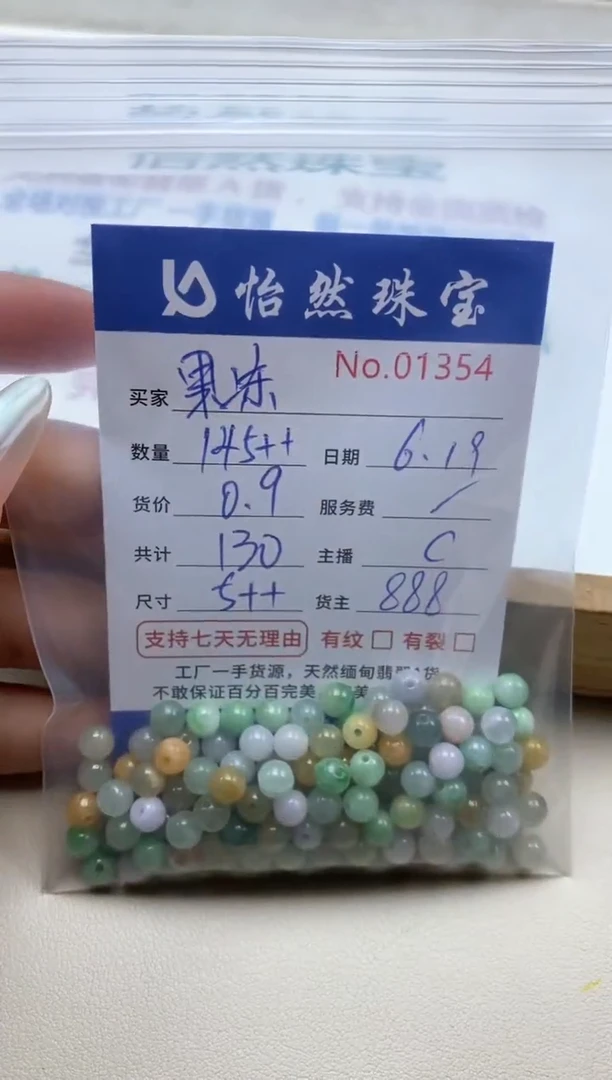 怡然珠宝
No.01354
买家 果冻
数量 145++ 日期 6.19
货价 0.9 服务费 /
共计 130 主播 C
尺寸 5++ 货主 888
支持七天无理由 有纹 □ 有裂 □
工厂一手货源，天然缅甸翡翠A货
不敢保证百分百完美